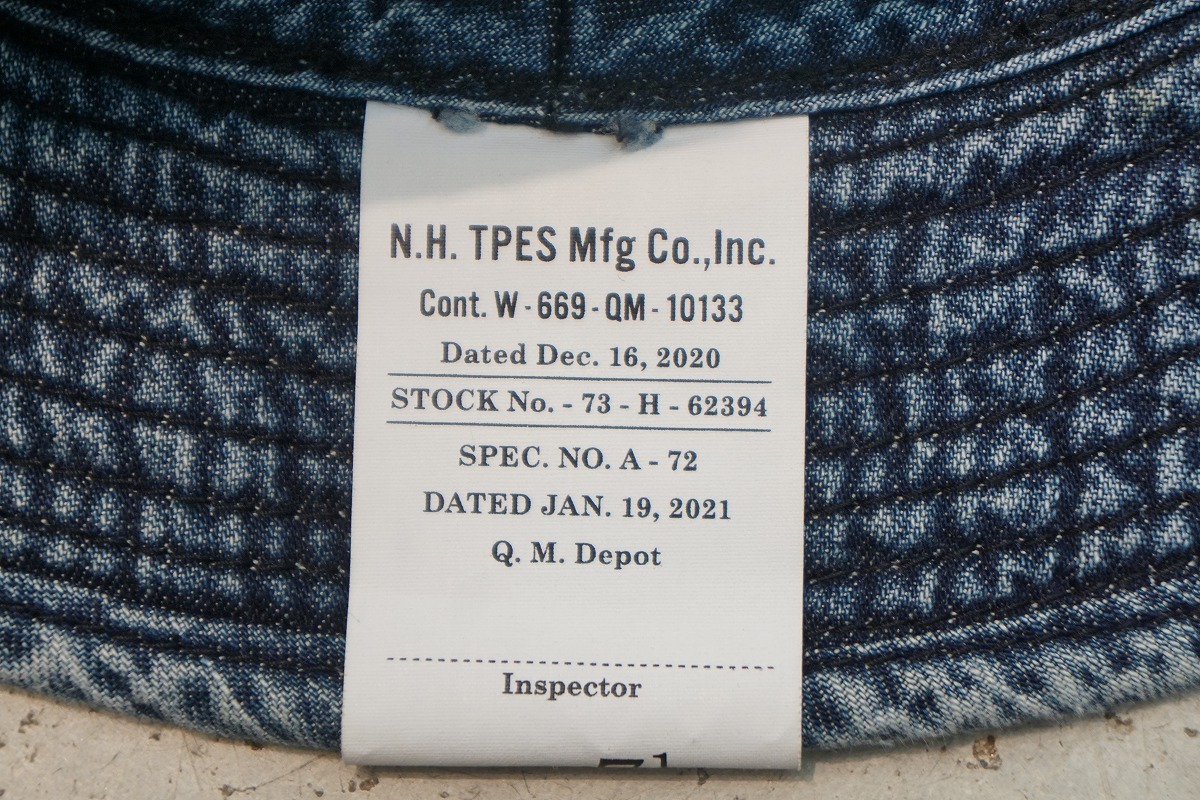 N.H. TPES Mfg Co.,Inc.
Cont. W - 669 - QM - 10133
Dated Dec. 16, 2020
STOCK No. - 73 - H - 62394
SPEC. NO. A - 72
DATED JAN. 19, 2021
Q. M. Depot
Inspector